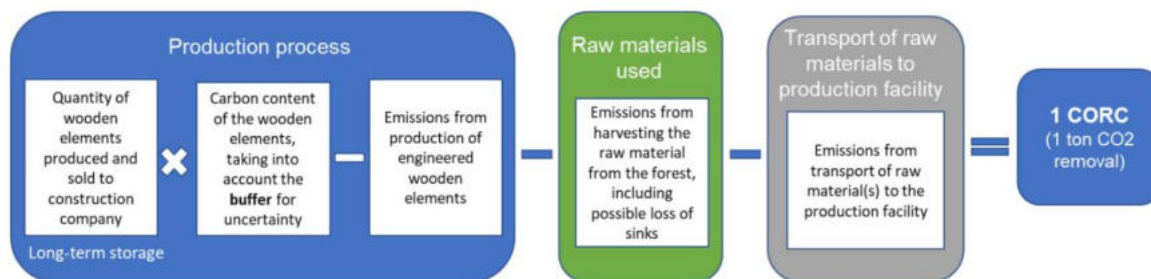 Production process
Quantity of
wooden
elements
produced and
sold to
construction
company
Carbon content
of the wooden
elements,
taking into
account the
buffer for
uncertainty
Emissions from
production of
engineered
wooden
elements
Long-term storage
Raw materials
used
Emissions from
harvesting the
raw material
from the forest,
including
possible loss of
sinks
Transport of raw
materials to
production facility
Emissions from
transport of raw
material(s) to the
production facility
1 CORC
(1 ton CO2
removal)